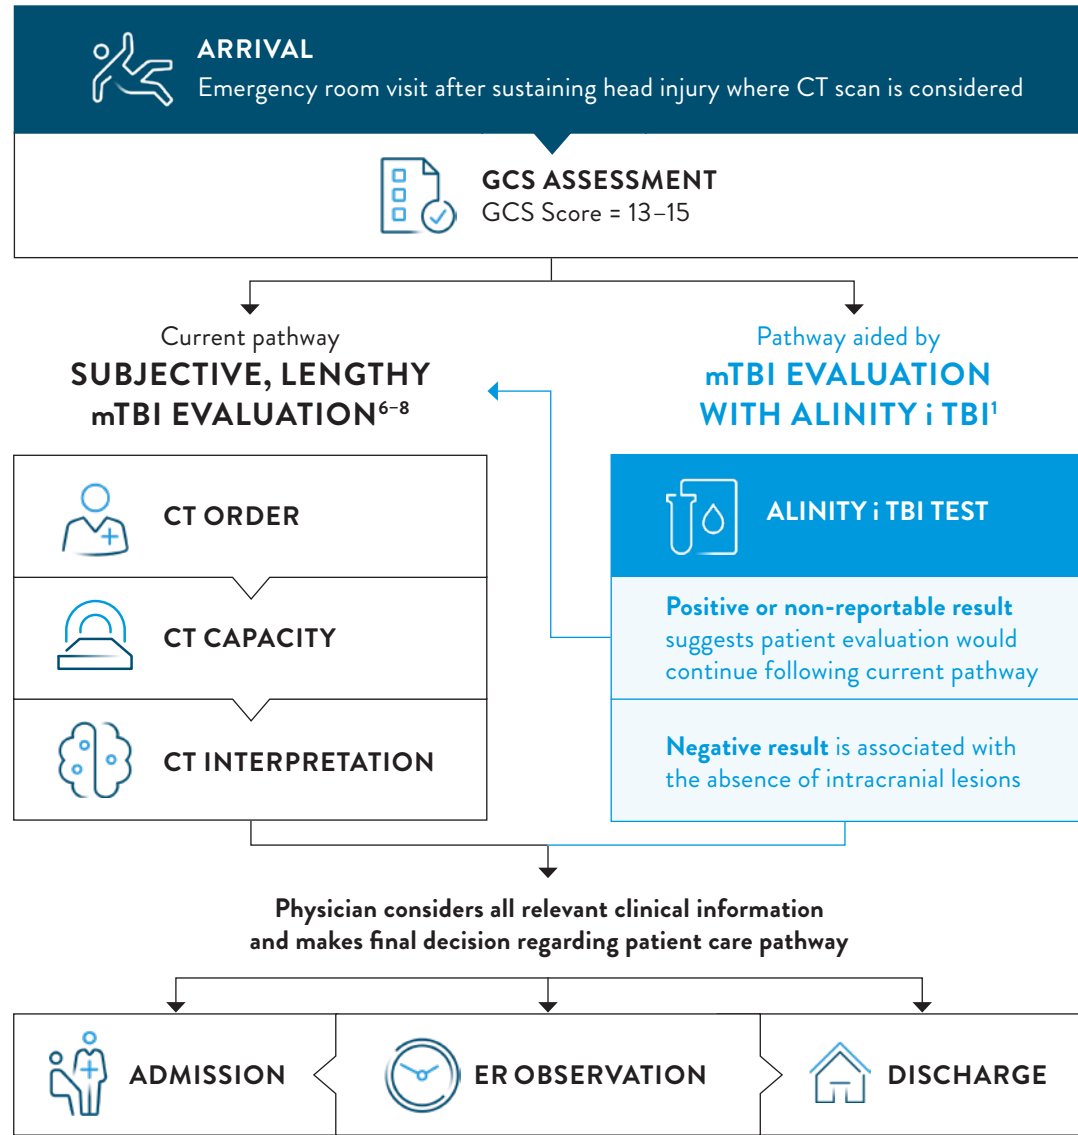 ARRIVAL
Emergency room visit after sustaining head injury where CT scan is considered
GCS ASSESSMENT
GCS Score = 13–15
Current pathway
SUBJECTIVE, LENGTHY
mTBI EVALUATION⁶⁻⁸
CT ORDER
CT CAPACITY
CT INTERPRETATION
Pathway aided by
mTBI EVALUATION
WITH ALINITY i TBI¹
ALINITY i TBI TEST
Positive or non-reportable result
suggests patient evaluation would
continue following current pathway
Negative result is associated with
the absence of intracranial lesions
Physician considers all relevant clinical information
and makes final decision regarding patient care pathway
ADMISSION
ER OBSERVATION
DISCHARGE